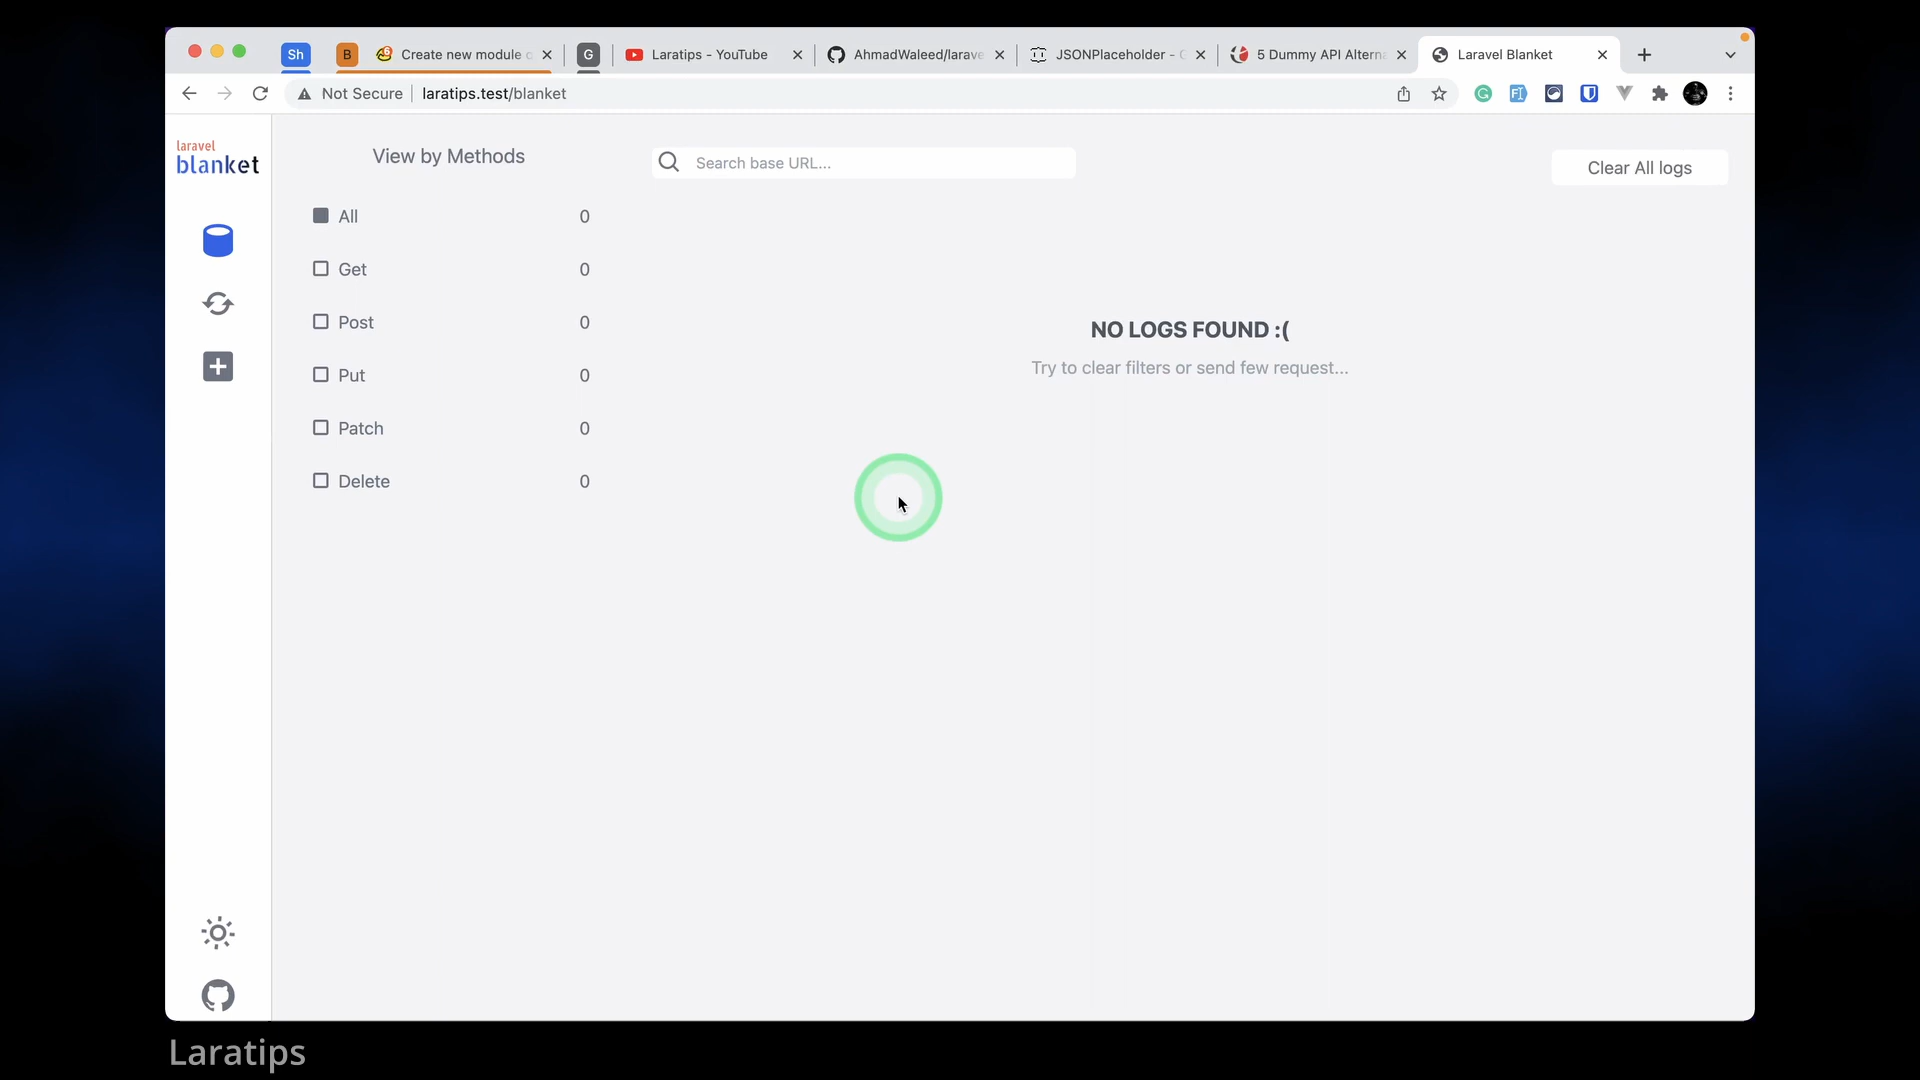 Sh
B
Create new module c
G
Laratips - YouTube
AhmadWaleed/larave
JSONPlaceholder - G
5 Dummy API Alterna
Laravel Blanket
Not Secure
laratips.test/blanket
laravel
blanket
View by Methods
Search base URL...
Clear All logs
All 0
Get 0
Post 0
Put 0
Patch 0
Delete 0
NO LOGS FOUND :(
Try to clear filters or send few request...
Laratips